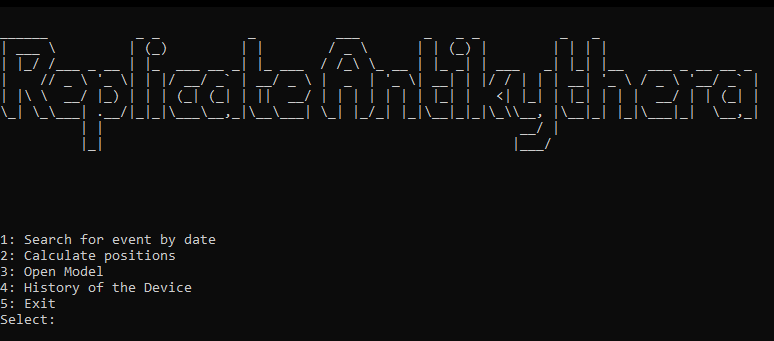 ReplicateAntikythera
1: Search for event by date
2: Calculate positions
3: Open Model
4: History of the Device
5: Exit
Select: